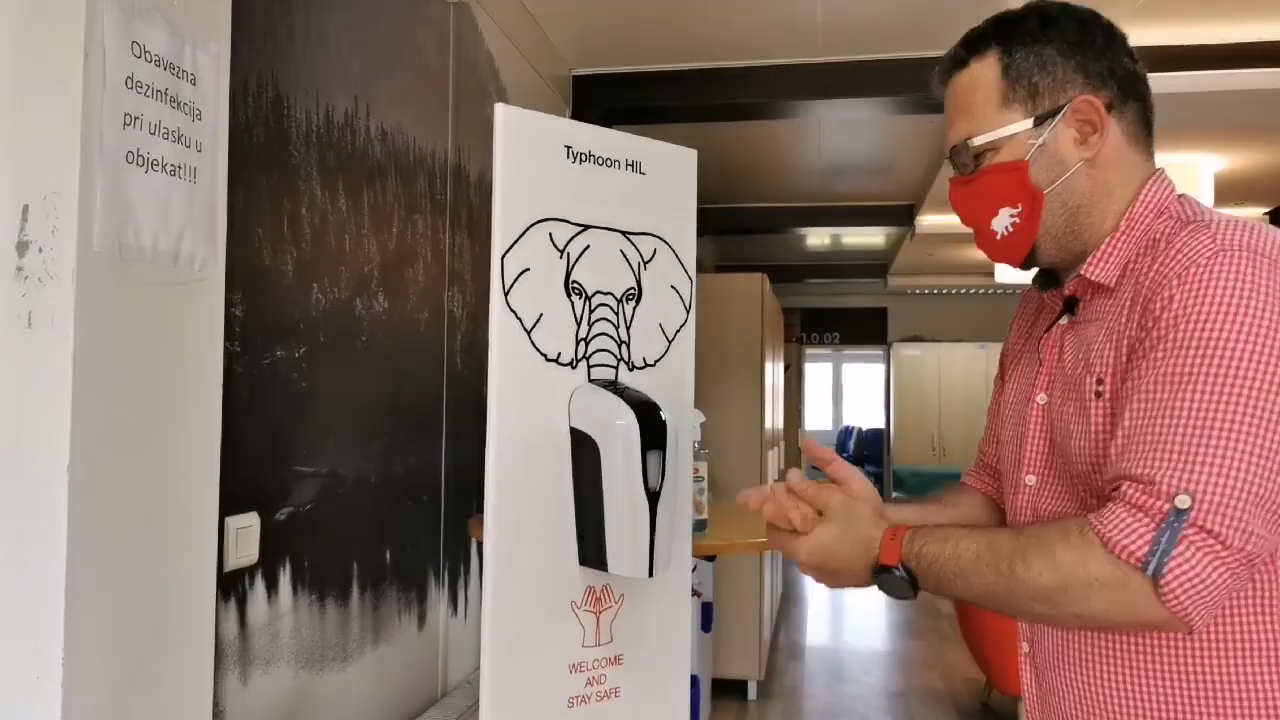 Obavezna
dezinfekcija
pri ulasku u
objekat!!!
Typhoon HIL
1.0.02
WELCOME
AND
STAY SAFE